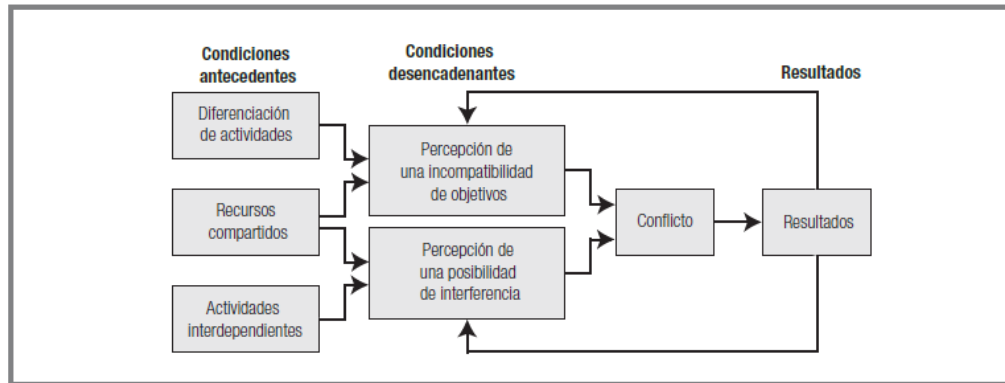 Condiciones
antecedentes
Condiciones
desencadenantes
Resultados
Diferenciación
de actividades
Recursos
compartidos
Actividades
interdependientes
Percepción de
una incompatibilidad
de objetivos
Percepción de
una posibilidad
de interferencia
Conflicto
Resultados